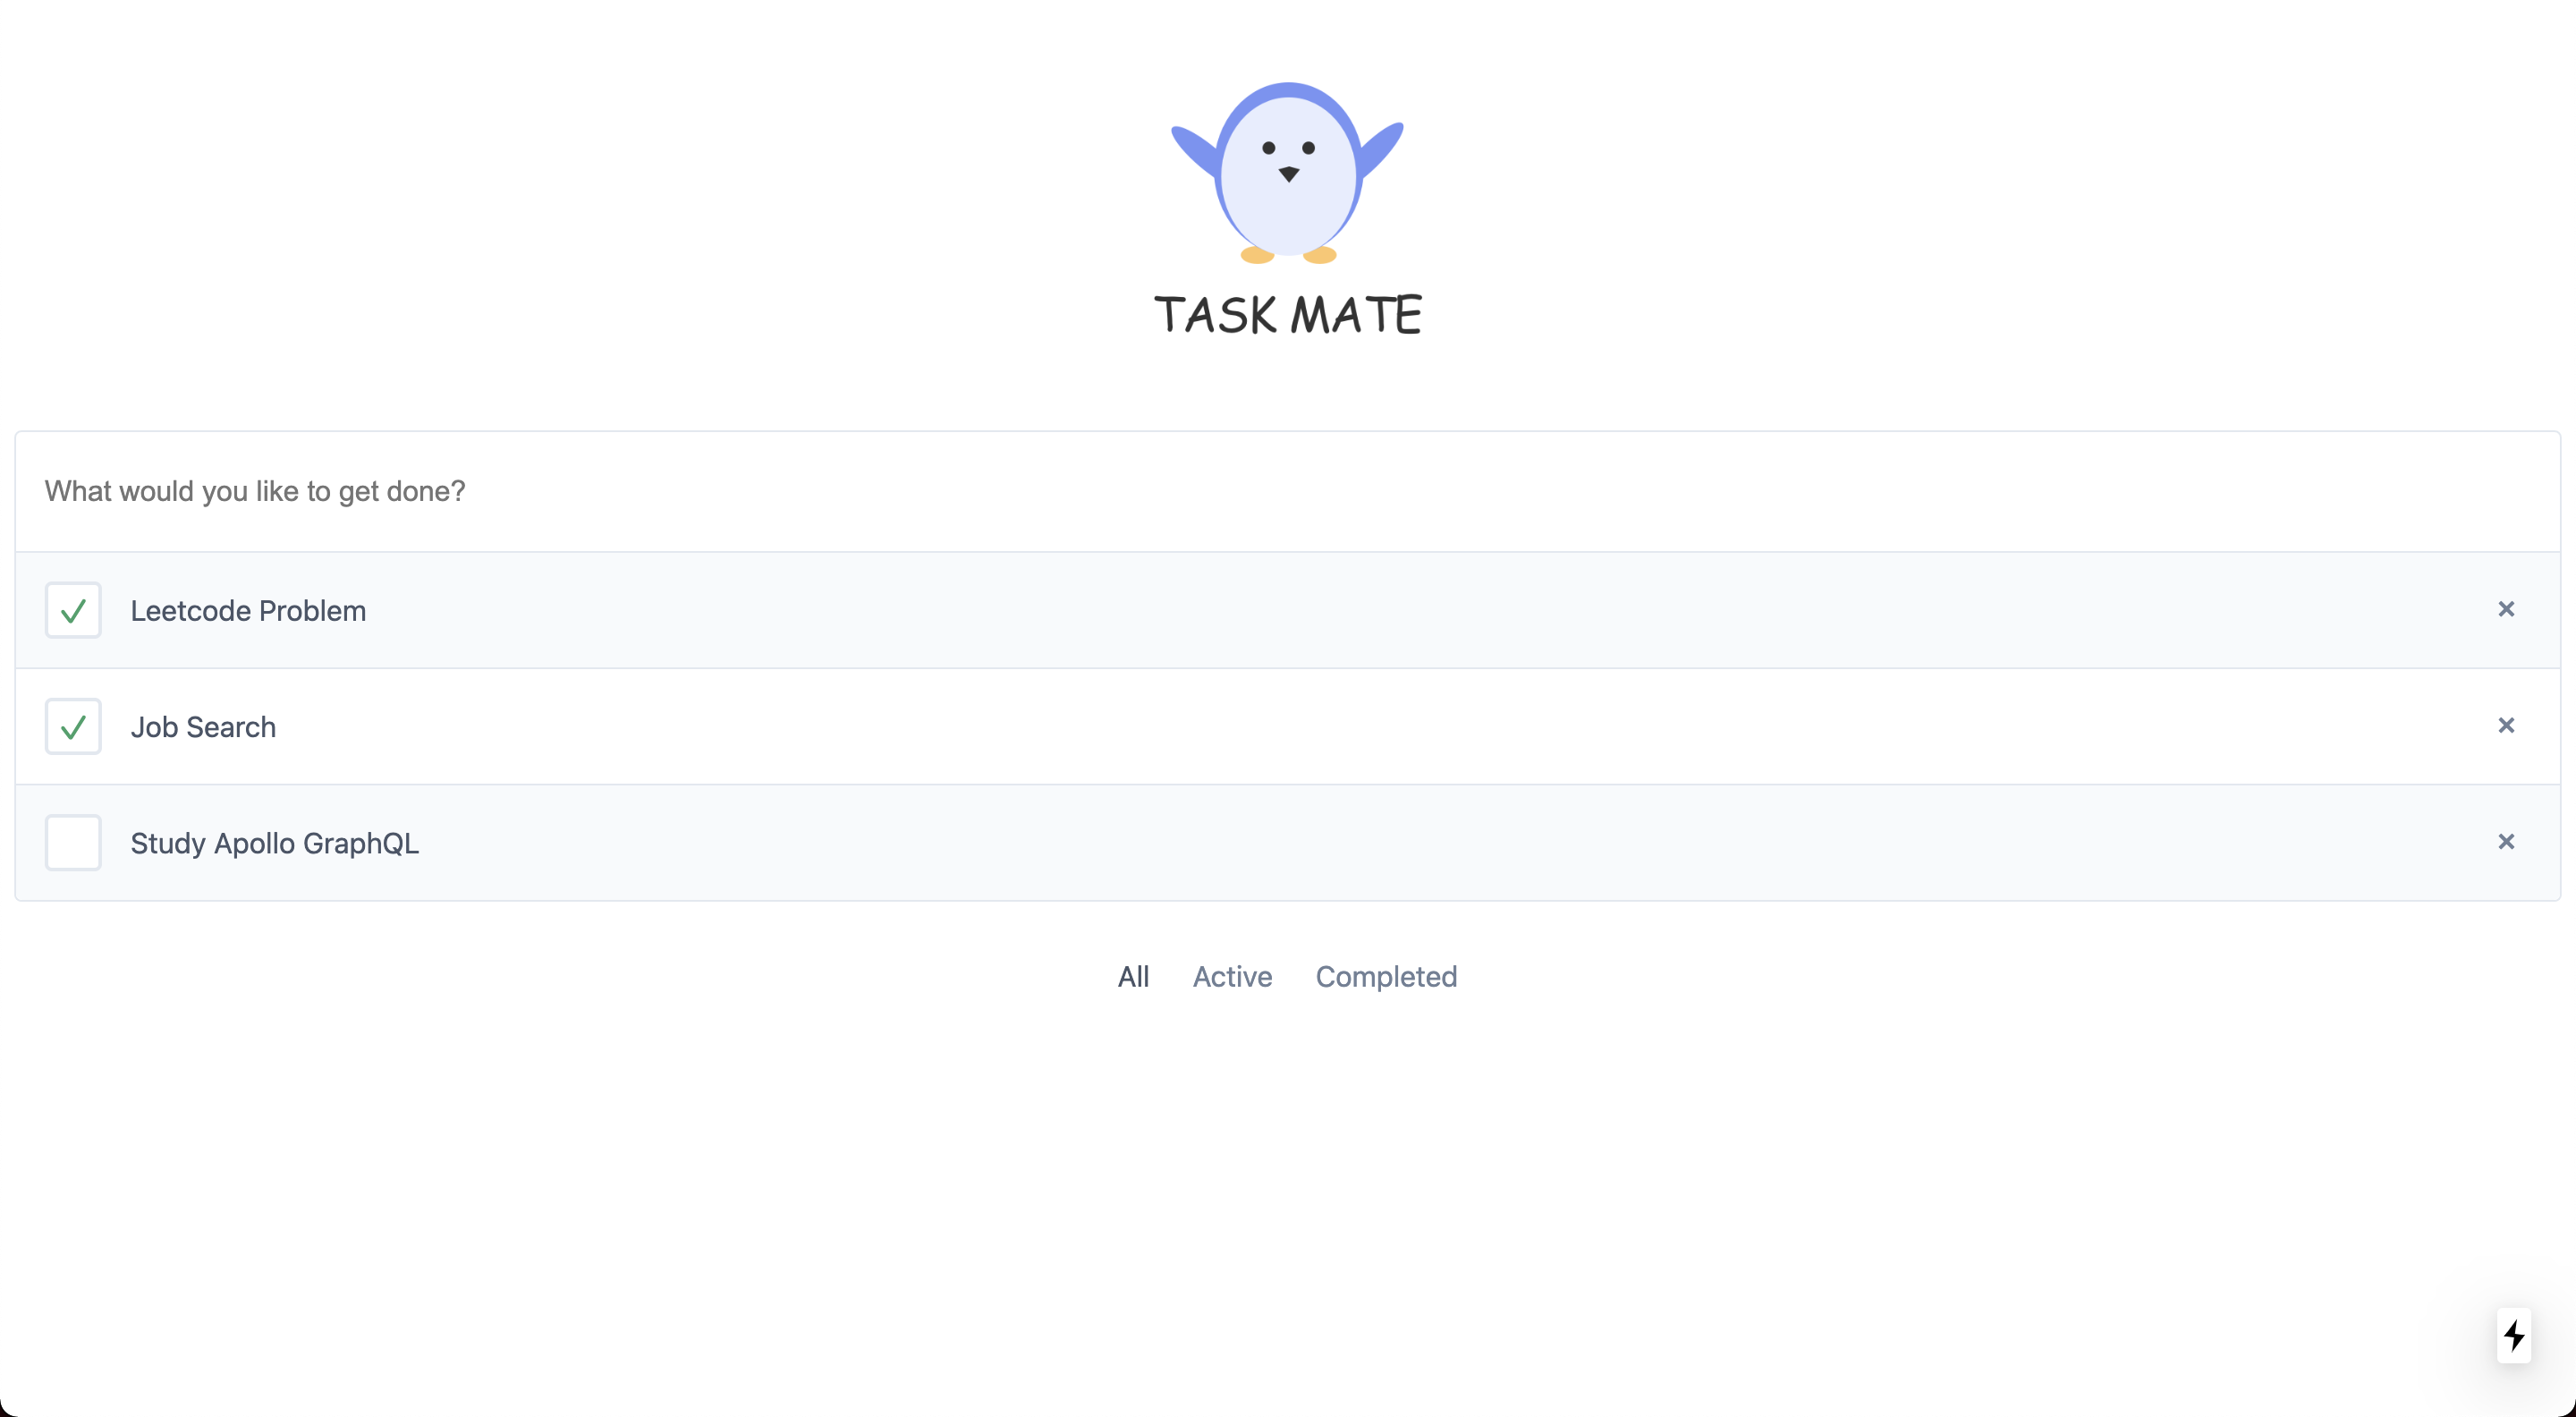 TASK MATE
What would you like to get done?
Leetcode Problem
Job Search
Study Apollo GraphQL
All Active Completed